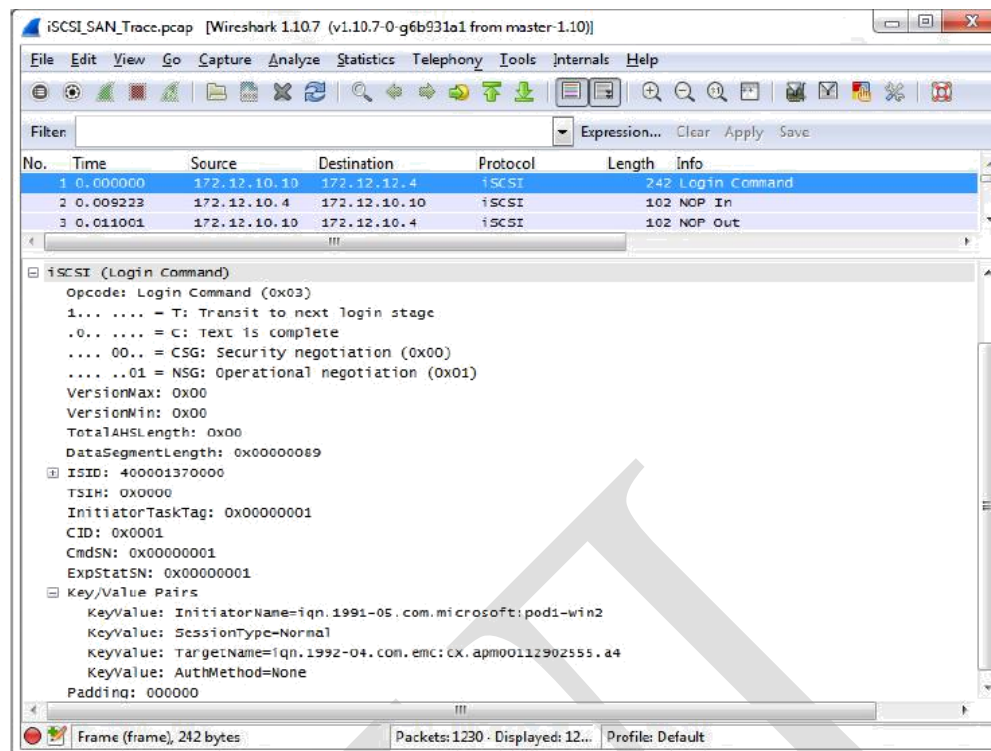 iSCSI_SAN_Trace.pcap [Wireshark 1.10.7 (v1.10.7-0-g6b931a1 from master-1.10)]
File Edit View Go Capture Analyze Statistics Telephony Tools Internals Help
Filter: Expression... Clear Apply Save
No. Time Source Destination Protocol Length Info
1 0.000000 172.12.10.10 172.12.12.4 iSCSI 242 Login Command
2 0.009223 172.12.10.4 172.12.10.10 iSCSI 102 NOP In
3 0.011001 172.12.10.10 172.12.10.4 iSCSI 102 NOP Out
iSCSI (Login Command)
Opcode: Login Command (0x03)
1... .... = T: Transit to next login stage
.0.. .... = C: Text is complete
.... 00.. = CSG: Security negotiation (0x00)
.... ..01 = NSG: Operational negotiation (0x01)
VersionMax: 0x00
VersionMin: 0x00
TotalAHSLength: 0x00
DataSegmentLength: 0x00000089
ISID: 400001370000
TSIH: 0x0000
InitiatorTaskTag: 0x00000001
CID: 0x0001
CmdSN: 0x00000001
ExpStatSN: 0x00000001
Key/Value Pairs
KeyValue: InitiatorName=iqn.1991-05.com.microsoft:pod1-win2
KeyValue: SessionType=Normal
KeyValue: TargetName=iqn.1992-04.com.emc:cx.apm00112902555.a4
KeyValue: AuthMethod=None
Padding: 000000
Frame (frame), 242 bytes Packets: 1230 · Displayed: 12... Profile: Default